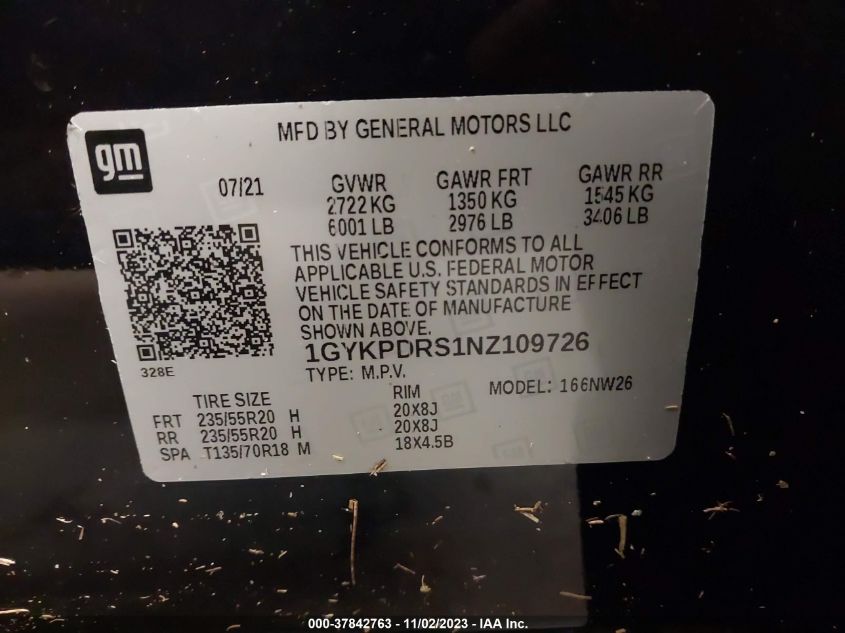 gm
MFD BY GENERAL MOTORS LLC
07/21 GVWR GAWR FRT GAWR RR
2722 KG 1350 KG 1545 KG
6001 LB 2976 LB 3406 LB
THIS VEHICLE CONFORMS TO ALL
APPLICABLE U.S. FEDERAL MOTOR
VEHICLE SAFETY STANDARDS IN EFFECT
ON THE DATE OF MANUFACTURE
SHOWN ABOVE.
1GYKPDRS1NZ109726
328E
TYPE: M.P.V. MODEL: 166NW26
TIRE SIZE RIM
FRT 235/55R20 H 20X8J
RR 235/55R20 H 20X8J
SPA T135/70R18 M 18X4.5B
000-37842763 - 11/02/2023 - IAA Inc.